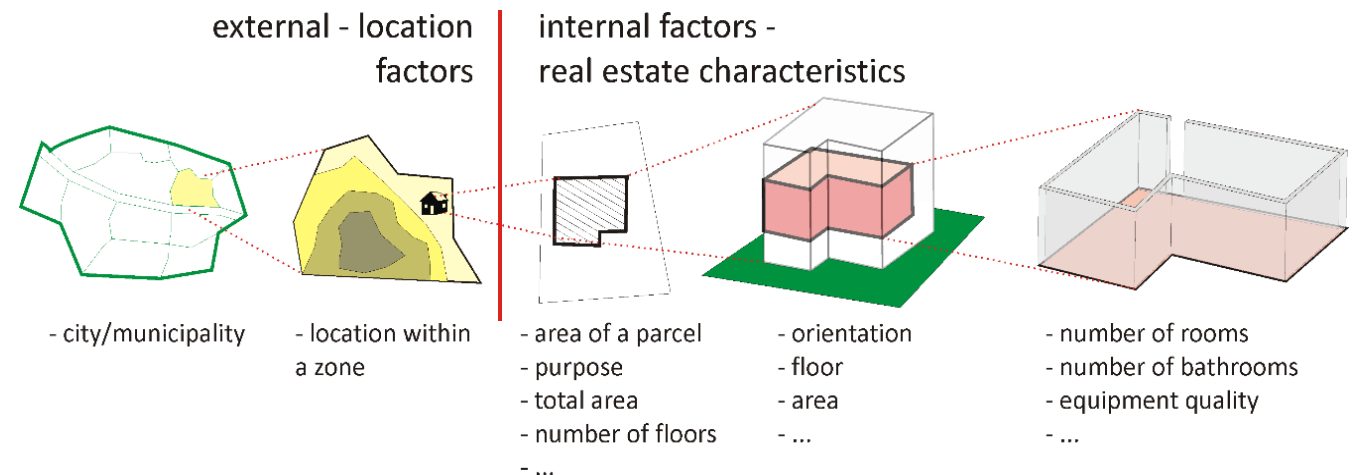 external - location
factors
internal factors -
real estate characteristics
- city/municipality
- location within
a zone
- area of a parcel
- purpose
- total area
- number of floors
- ...
- orientation
- floor
- area
- ...
- number of rooms
- number of bathrooms
- equipment quality
- ...